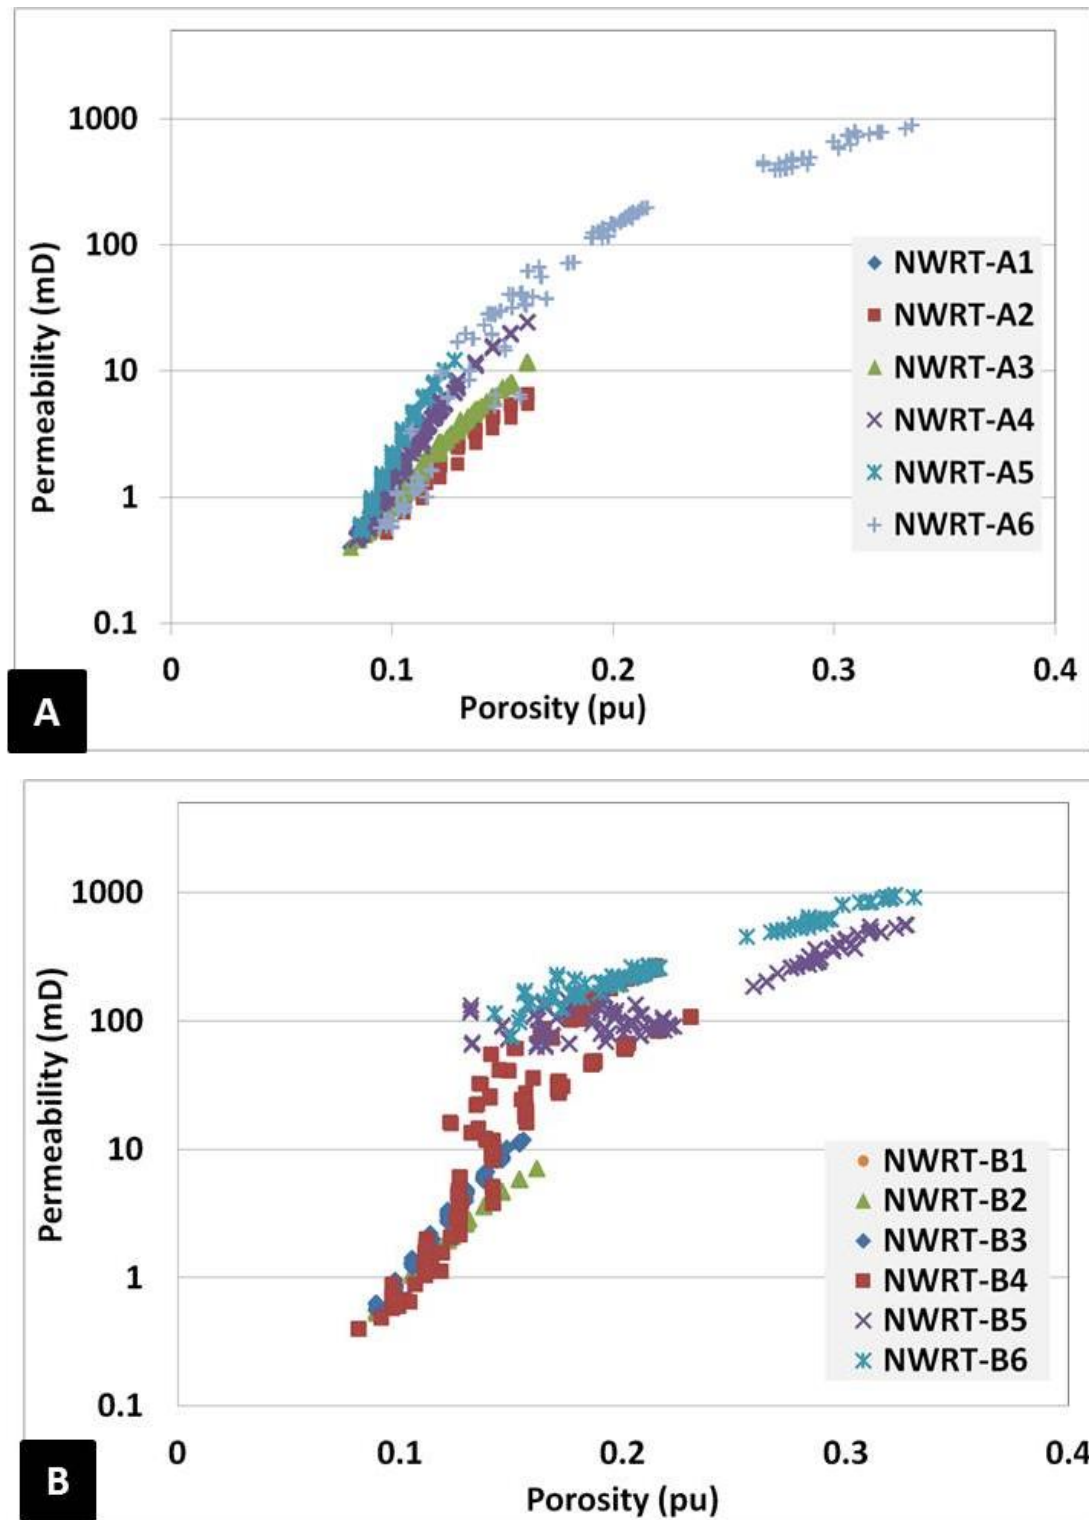 1000
100
10
1
0.1
Permeability (mD)
0 0.1 0.2 0.3 0.4
Porosity (pu)
NWRT-A1
NWRT-A2
NWRT-A3
NWRT-A4
NWRT-A5
NWRT-A6
A
1000
100
10
1
0.1
Permeability (mD)
0 0.1 0.2 0.3 0.4
Porosity (pu)
NWRT-B1
NWRT-B2
NWRT-B3
NWRT-B4
NWRT-B5
NWRT-B6
B